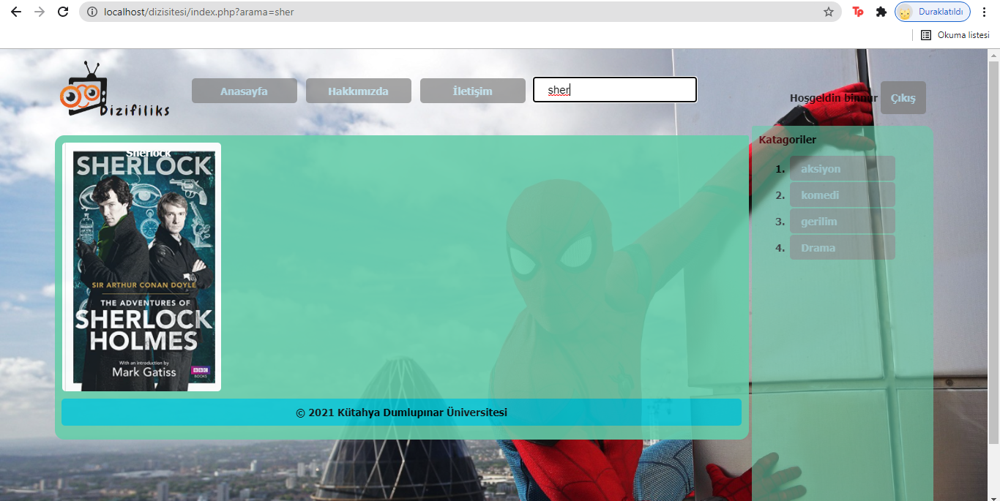 localhost/dizisitesi/index.php?arama=sher
Tp
Duraklatıldı
Okuma listesi
Dizifiliks
Anasayfa
Hakkımızda
İletişim
sher
Hoşgeldin binnur
Çıkış
Sherlock
SHERLOCK
SIR ARTHUR CONAN DOYLE
THE ADVENTURES OF
SHERLOCK
HOLMES
With an introduction by
Mark Gatiss
BBC
BOOKS
Katagoriler
1. aksiyon
2. komedi
3. gerilim
4. Drama
© 2021 Kütahya Dumlupınar Üniversitesi